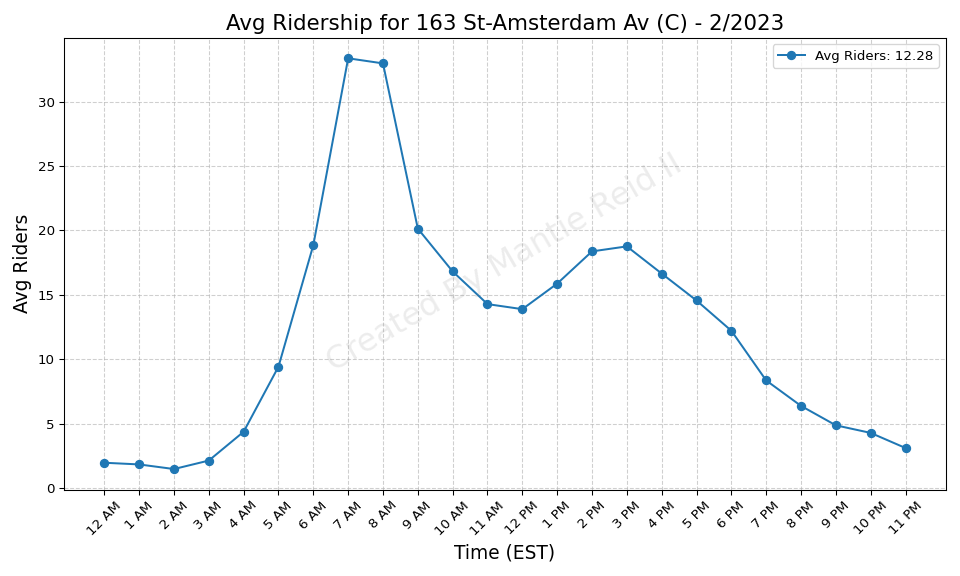 Avg Ridership for 163 St-Amsterdam Av (C) - 2/2023
Avg Riders: 12.28
Avg Riders
30
25
20
15
10
5
0
Created By Mantie Reid II
12 AM
1 AM
2 AM
3 AM
4 AM
5 AM
6 AM
7 AM
8 AM
9 AM
10 AM
11 AM
12 PM
1 PM
2 PM
3 PM
4 PM
5 PM
6 PM
7 PM
8 PM
9 PM
10 PM
11 PM
Time (EST)